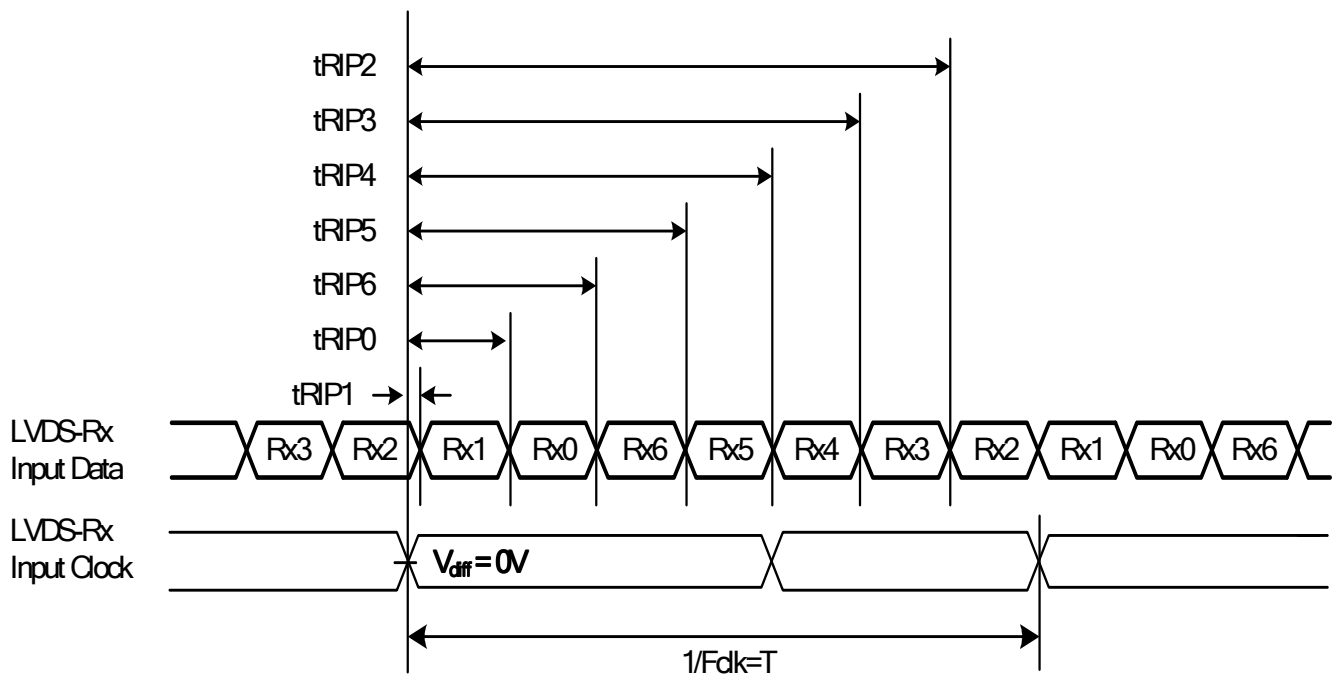 tRIP2
tRIP3
tRIP4
tRIP5
tRIP6
tRIP0
tRIP1
LVDS-Rx
Input Data
Rx3 Rx2 Rx1 Rx0 Rx6 Rx5 Rx4 Rx3 Rx2 Rx1 Rx0 Rx6
LVDS-Rx
Input Clock
Vdiff = 0V
1/Fclk=T